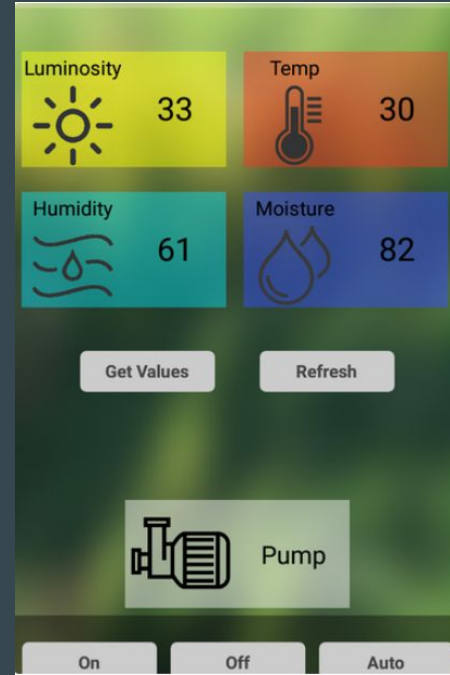 Luminosity
33
Temp
30
Humidity
61
Moisture
82
Get Values
Refresh
Pump
On
Off
Auto